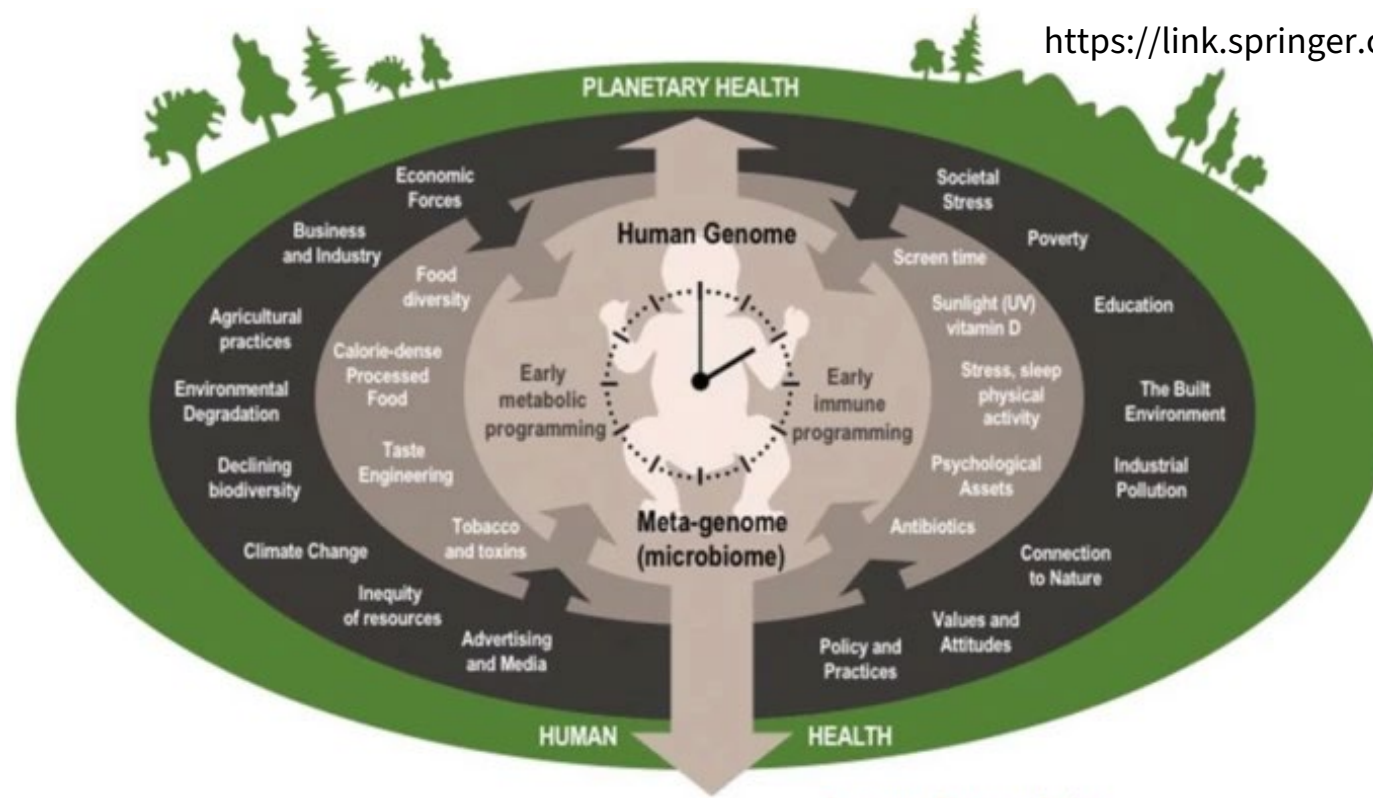 https://link.springer.
PLANETARY HEALTH
Economic
Forces
Societal
Stress
Business
and Industry
Human Genome
Poverty
Food
diversity
Screen time
Agricultural
practices
Sunlight (UV)
vitamin D
Education
Calorie-dense
Processed
Food
Early
metabolic
programming
Early
immune
programming
Stress, sleep
physical
activity
Environmental
Degradation
The Built
Environment
Declining
biodiversity
Taste
Engineering
Psychological
Assets
Industrial
Pollution
Tobacco
and toxins
Meta-genome
(microbiome)
Antibiotics
Climate Change
Connection
to Nature
Inequity
of resources
Advertising
and Media
Values and
Attitudes
Policy and
Practices
HUMAN HEALTH